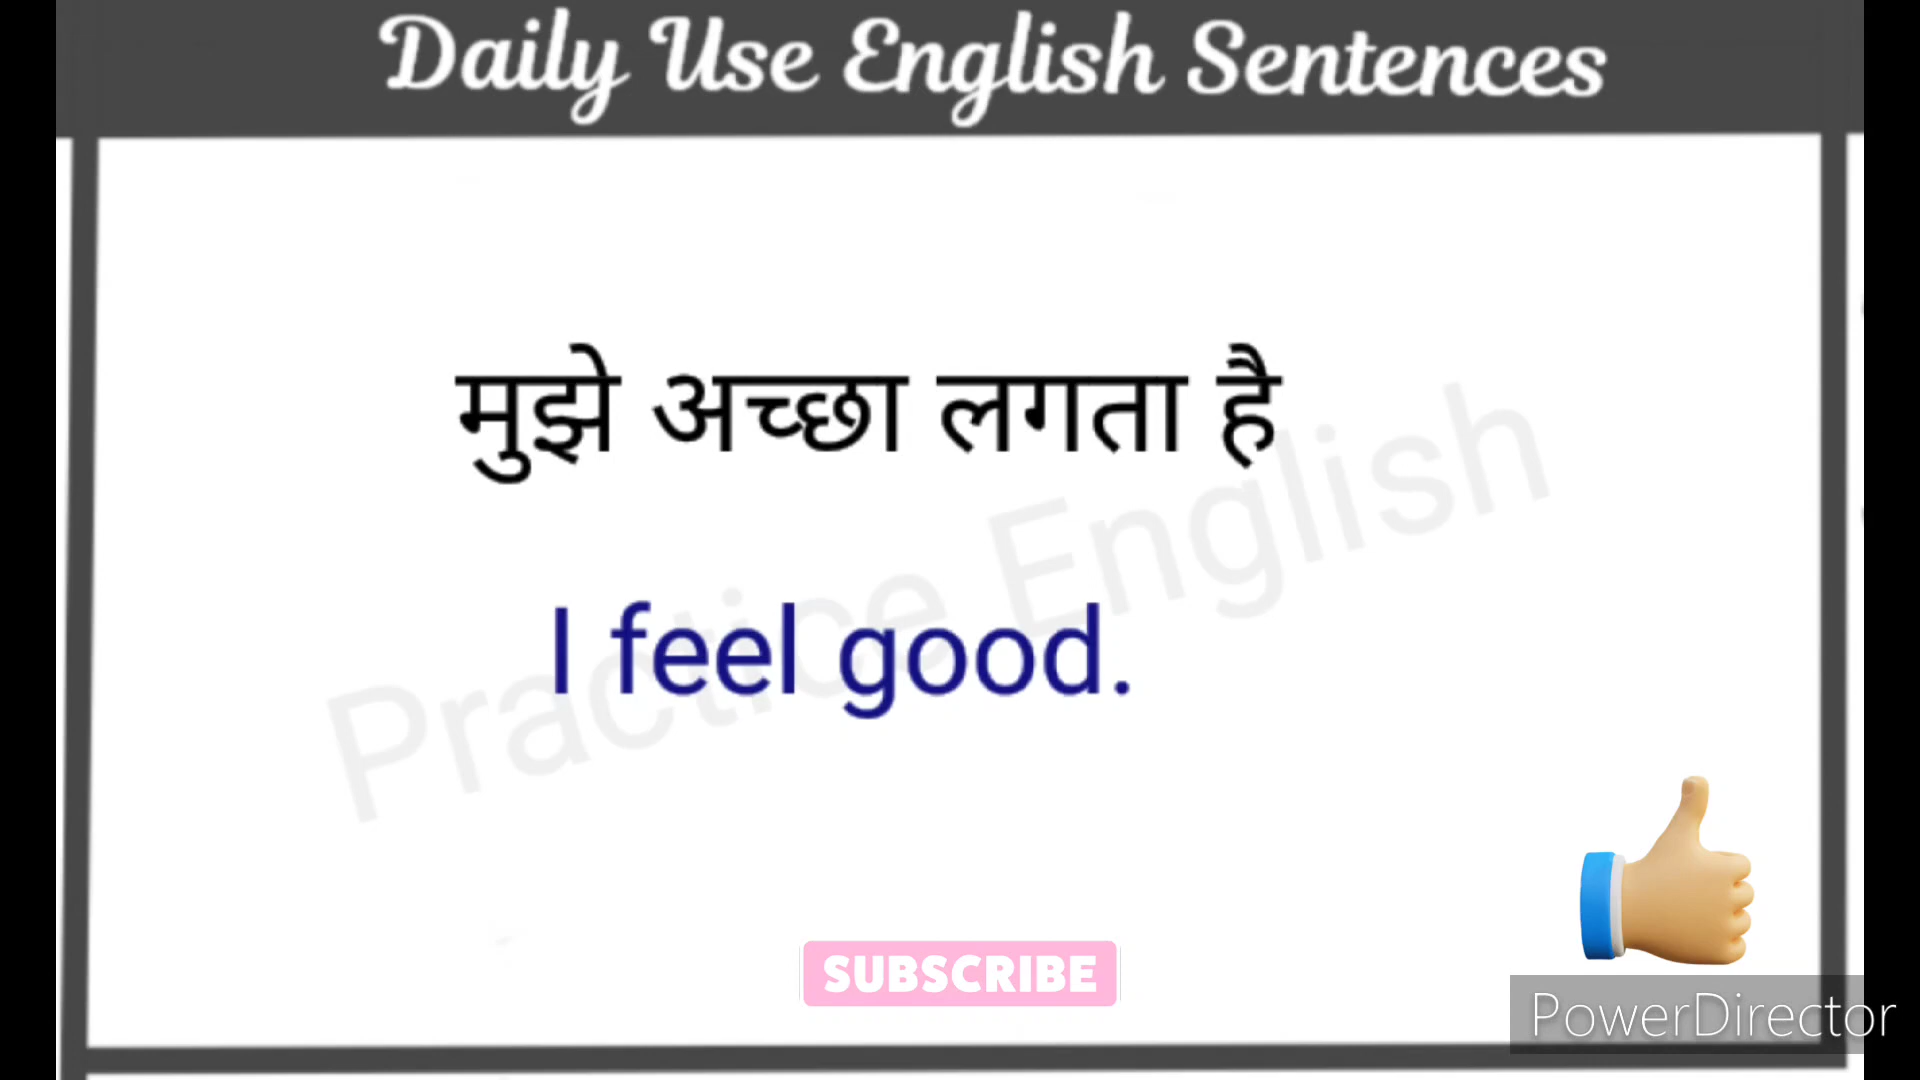 Daily Use English Sentences
मुझे अच्छा लगता है
I feel good.
Practice English
SUBSCRIBE
PowerDirector